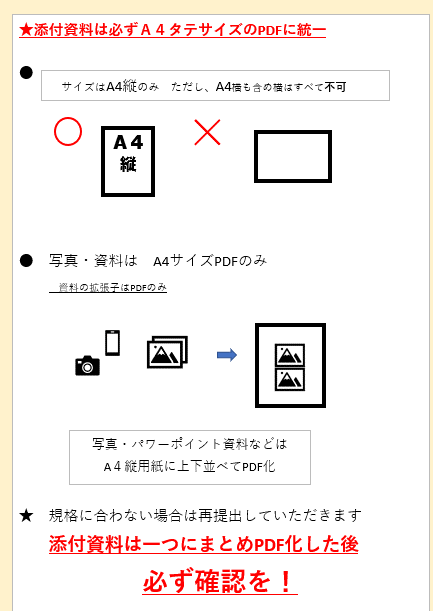 ★添付資料は必ずＡ４タテサイズのPDFに統一
● サイズはA4縦のみ　ただし、A4横も含め横はすべて不可
A４
縦
●　写真・資料は　A4サイズPDFのみ
資料の拡張子はPDFのみ
写真・パワーポイント資料などは
A４縦用紙に上下並べてPDF化
★　規格に合わない場合は再提出していただきます
添付資料は一つにまとめPDF化した後
必ず確認を！